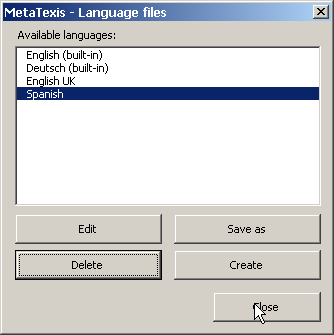 MetaTexis - Language files
Available languages:
English (built-in)
Deutsch (built-in)
English UK
Spanish
Edit Save as
Delete Create
Close